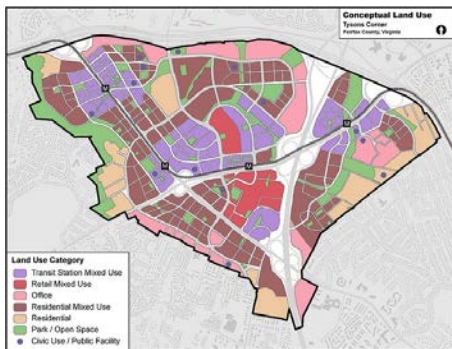 Conceptual Land Use
Tysons Corner
Fairfax County, Virginia
M
M
M
M
Land Use Category
Transit Station Mixed Use
Retail Mixed Use
Office
Residential Mixed Use
Residential
Park / Open Space
Civic Use / Public Facility